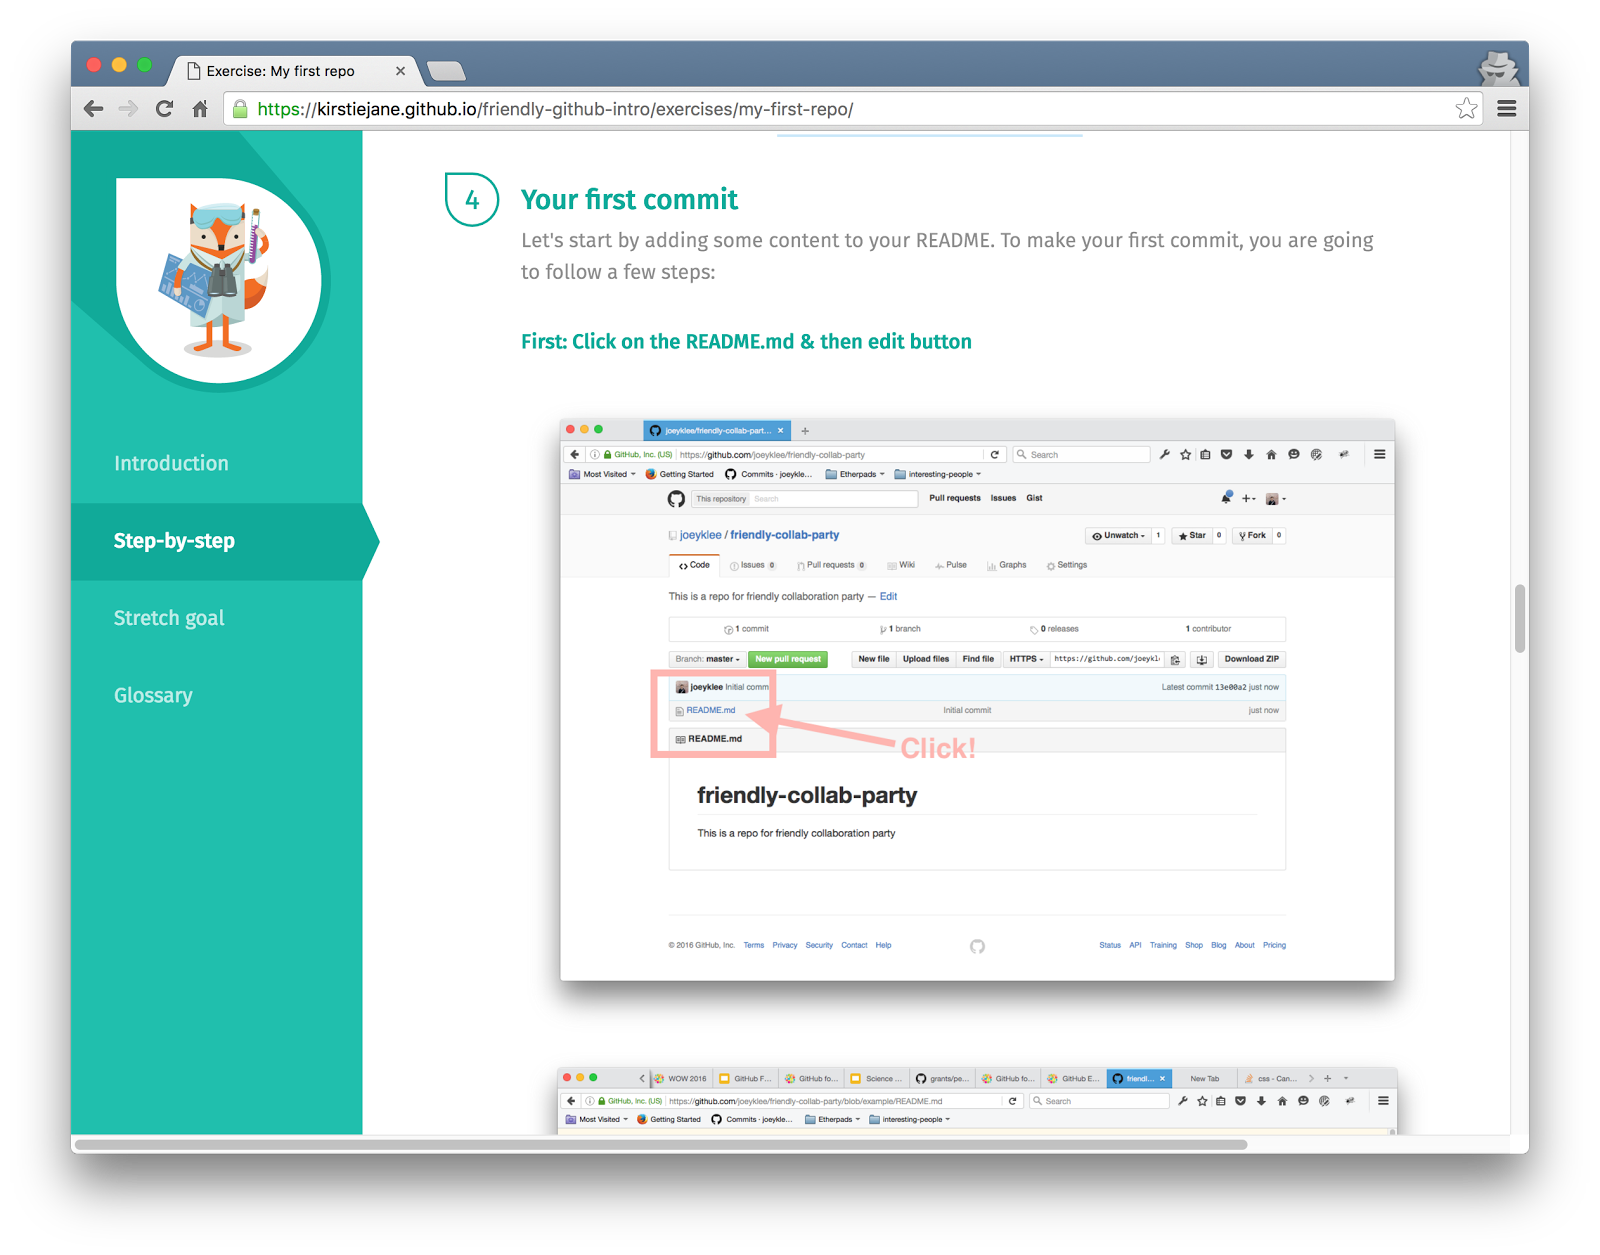 Exercise: My first repo
https://kirstiejane.github.io/friendly-github-intro/exercises/my-first-repo/
Introduction
Step-by-step
Stretch goal
Glossary
4
Your first commit
Let's start by adding some content to your README. To make your first commit, you are going
to follow a few steps:
First: Click on the README.md & then edit button
joeyklee/friendly-collab-part...
GitHub, Inc. (US) https://github.com/joeyklee/friendly-collab-party Search
Most Visited Getting Started Commits · joeykle... Etherpads interesting-people
This repository Search Pull requests Issues Gist
joeyklee / friendly-collab-party Unwatch 1 Star 0 Fork 0
Code Issues 0 Pull requests 0 Wiki Pulse Graphs Settings
This is a repo for friendly collaboration party — Edit
1 commit 1 branch 0 releases 1 contributor
Branch: master New pull request New file Upload files Find file HTTPS https://github.com/joeykl Download ZIP
joeyklee Initial comm Latest commit 13e00a2 just now
README.md Initial commit just now
README.md
Click!
friendly-collab-party
This is a repo for friendly collaboration party
© 2016 GitHub, Inc. Terms Privacy Security Contact Help Status API Training Shop Blog About Pricing
WOW 2016 GitHub F... GitHub fo... Science ... grants/pe... GitHub fo... GitHub E... friendl... New Tab css - Can...
GitHub, Inc. (US) https://github.com/joeyklee/friendly-collab-party/blob/example/README.md Search
Most Visited Getting Started Commits · joeykle... Etherpads interesting-people